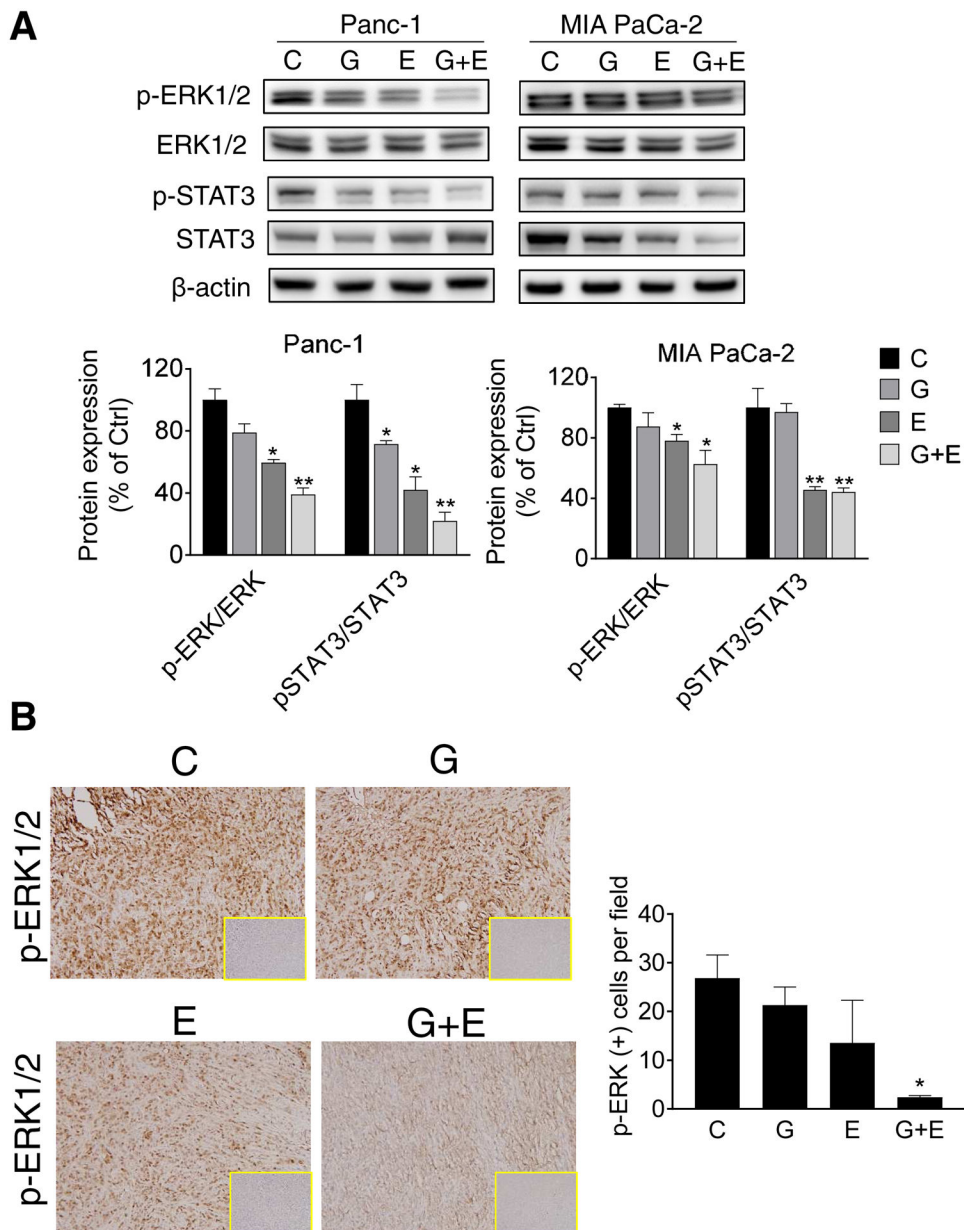 A
Panc-1
MIA PaCa-2
C G E G+E
C G E G+E
p-ERK1/2
ERK1/2
p-STAT3
STAT3
β-actin
Panc-1
Protein expression
(% of Ctrl)
120
80
40
0
*
**
*
*
**
p-ERK/ERK
pSTAT3/STAT3
MIA PaCa-2
Protein expression
(% of Ctrl)
120
80
40
0
*
*
**
**
p-ERK/ERK
pSTAT3/STAT3
C
G
E
G+E
B
C
G
p-ERK1/2
E
G+E
p-ERK1/2
p-ERK (+) cells per field
40
30
20
10
0
*
C G E G+E